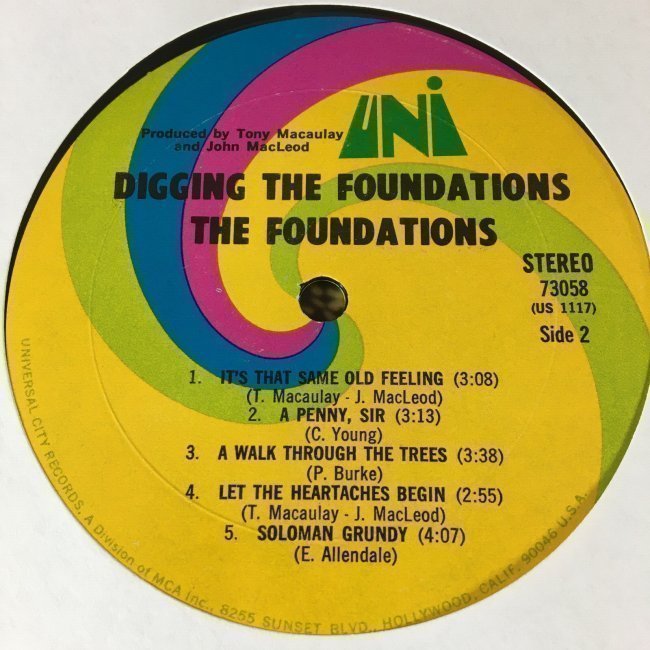 UNI
Produced by Tony Macaulay
and John MacLeod
DIGGING THE FOUNDATIONS
THE FOUNDATIONS
STEREO
73058
(US 1117)
Side 2
1. IT'S THAT SAME OLD FEELING (3:08)
(T. Macaulay - J. MacLeod)
2. A PENNY, SIR (3:13)
(C. Young)
3. A WALK THROUGH THE TREES (3:38)
(P. Burke)
4. LET THE HEARTACHES BEGIN (2:55)
(T. Macaulay - J. MacLeod)
5. SOLOMAN GRUNDY (4:07)
(E. Allendale)
UNIVERSAL CITY RECORDS, A Division of MCA Inc., 8255 SUNSET BLVD., HOLLYWOOD, CALIF. 90046 U.S.A.